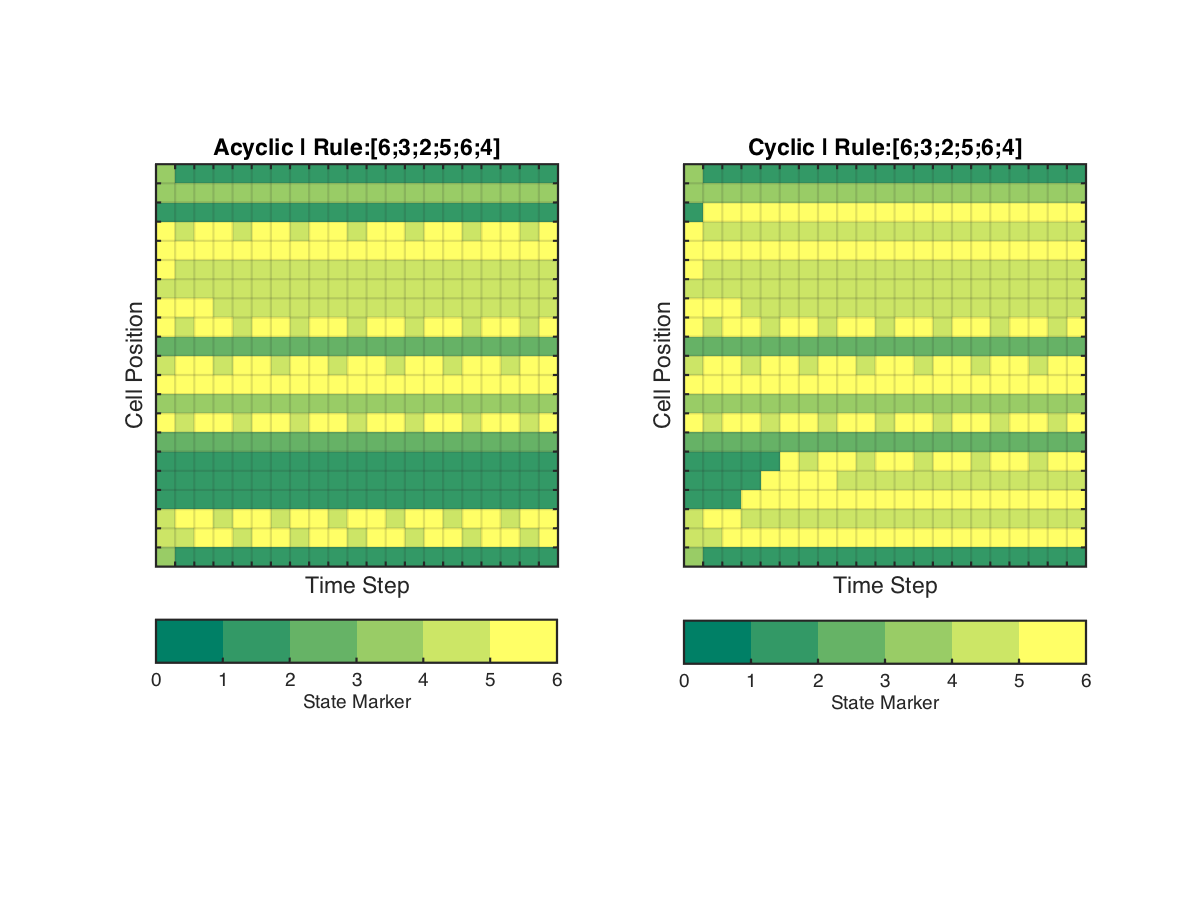 Acyclic | Rule:[6;3;2;5;6;4]
Cell Position
Time Step
0 1 2 3 4 5 6
State Marker
Cyclic | Rule:[6;3;2;5;6;4]
Cell Position
Time Step
0 1 2 3 4 5 6
State Marker